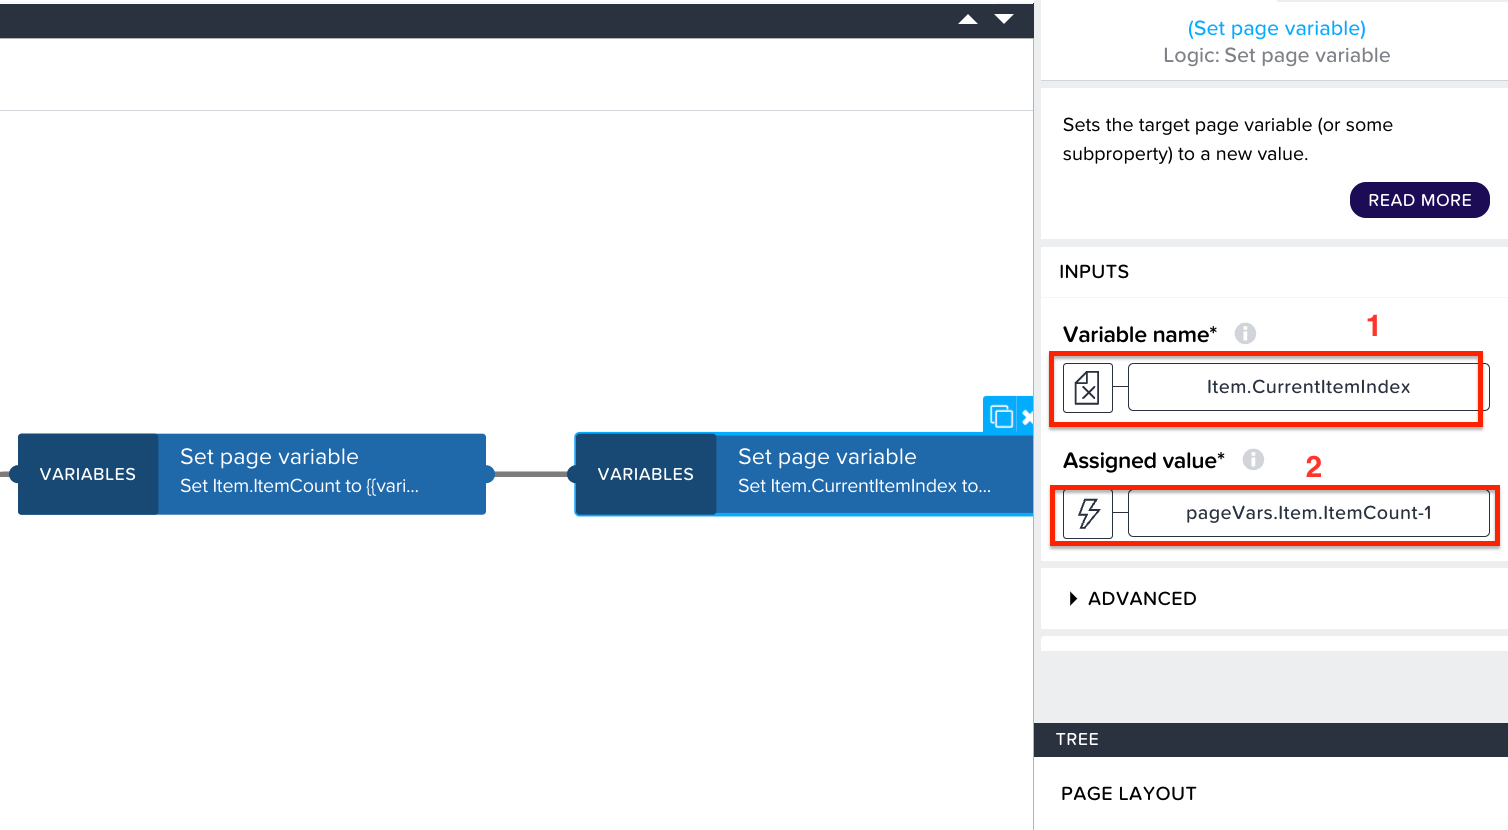 (Set page variable)
Logic: Set page variable
Sets the target page variable (or some
subproperty) to a new value.
READ MORE
INPUTS
Variable name*
1
Item.CurrentItemIndex
Assigned value*
2
pageVars.Item.ItemCount-1
ADVANCED
TREE
PAGE LAYOUT
VARIABLES
Set page variable
Set Item.ItemCount to {{vari...
VARIABLES
Set page variable
Set Item.CurrentItemIndex to...